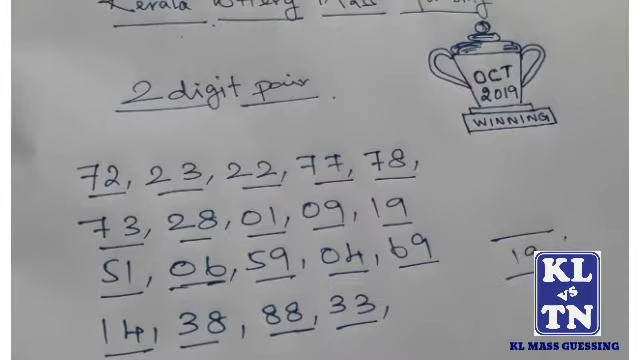 Kerala lottery Mass
2 digit pair.
OCT
2019
WINNING
72, 23, 22, 77, 78,
73, 28, 01, 09, 19
51, 06, 59, 04, 69
14, 38, 88, 33,
19
KL
VS
TN
KL MASS GUESSING